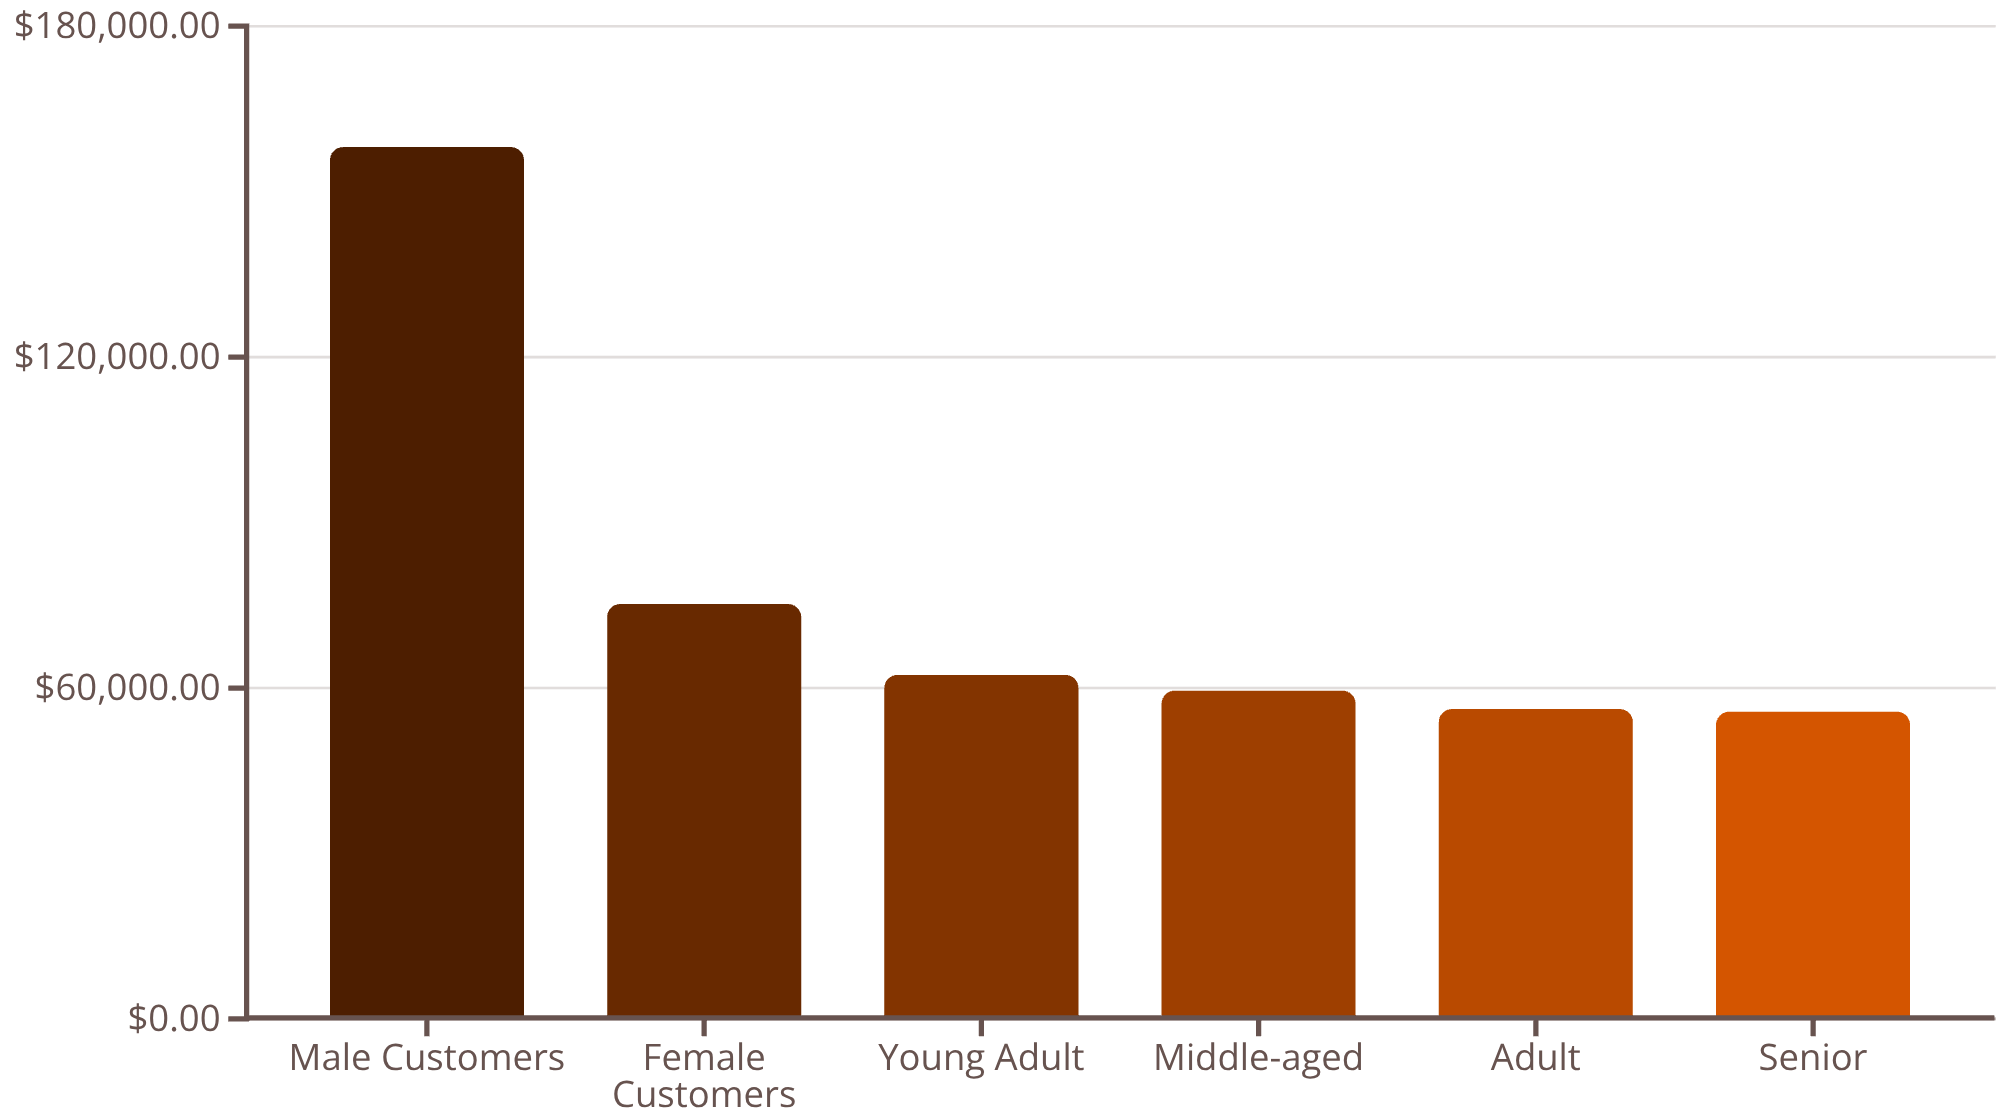 $180,000.00
$120,000.00
$60,000.00
$0.00
Male Customers
Female
Customers
Young Adult
Middle-aged
Adult
Senior